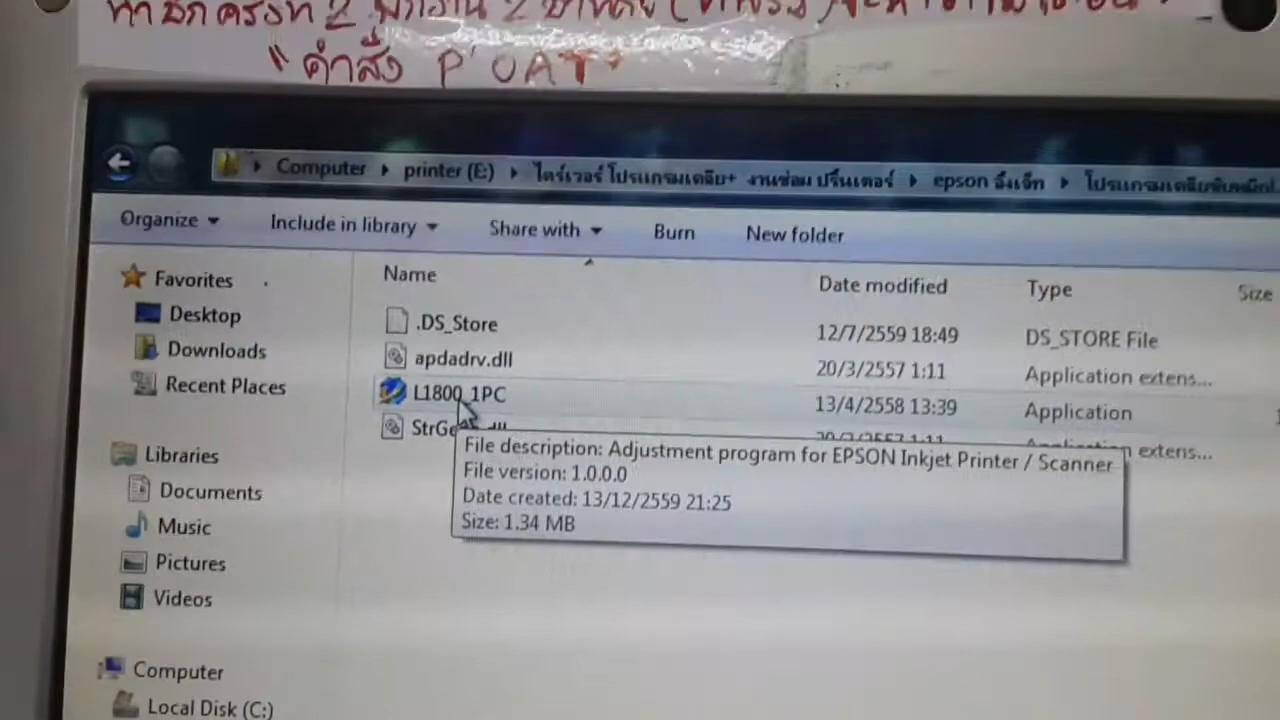 "คำสั่ง P'UAT"
Computer printer (E:) ไดร์เวอร์ โปรแกรมเคลีย+ งานซ่อม ปริ้นเตอร์ epson อิ้งเจ็ท
Organize Include in library Share with Burn New folder
Name Date modified Type Size
Favorites
Desktop
Downloads
Recent Places
Libraries
Documents
Music
Pictures
Videos
Computer
Local Disk (C:)
.DS_Store 12/7/2559 18:49 DS_STORE File
apdadrv.dll 20/3/2557 1:11 Application extens...
L1800_1PC 13/4/2558 13:39 Application
1:11 extens...
File description: Adjustment program for EPSON Inkjet Printer / Scanner
File version: 1.0.0.0
Date created: 13/12/2559 21:25
Size: 1.34 MB